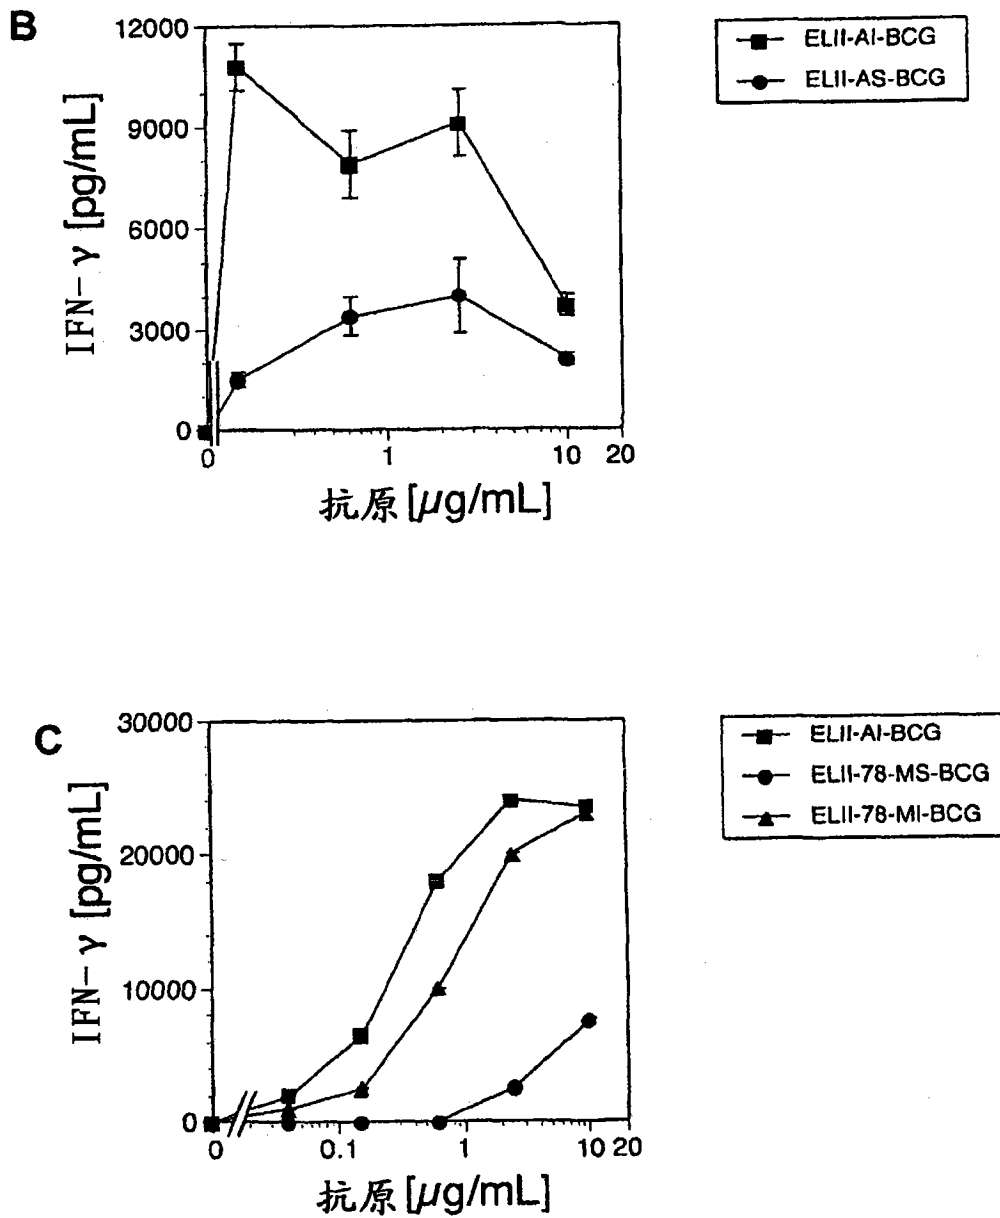 B
12000
9000
6000
3000
0
IFN-γ [pg/mL]
0
1
10
20
抗原 [µg/mL]
ELII-AI-BCG
ELII-AS-BCG
C
30000
20000
10000
0
IFN-γ [pg/mL]
0
0.1
1
10
20
抗原 [µg/mL]
ELII-AI-BCG
ELII-78-MS-BCG
ELII-78-MI-BCG